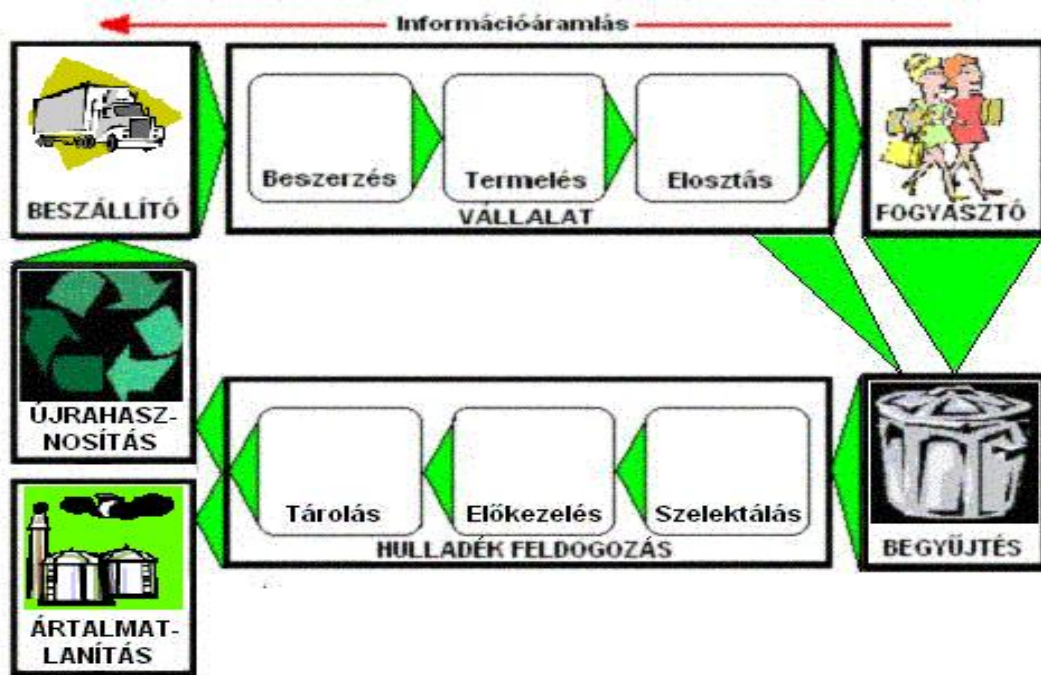 Információáramlás
BESZÁLLÍTÓ
Beszerzés
Termelés
Elosztás
VÁLLALAT
FOGYASZTÓ
ÚJRAHASZ-
NOSÍTÁS
Tárolás
Előkezelés
Szelektálás
HULLADÉK FELDOGOZÁS
BEGYŰJTÉS
ÁRTALMAT-
LANÍTÁS